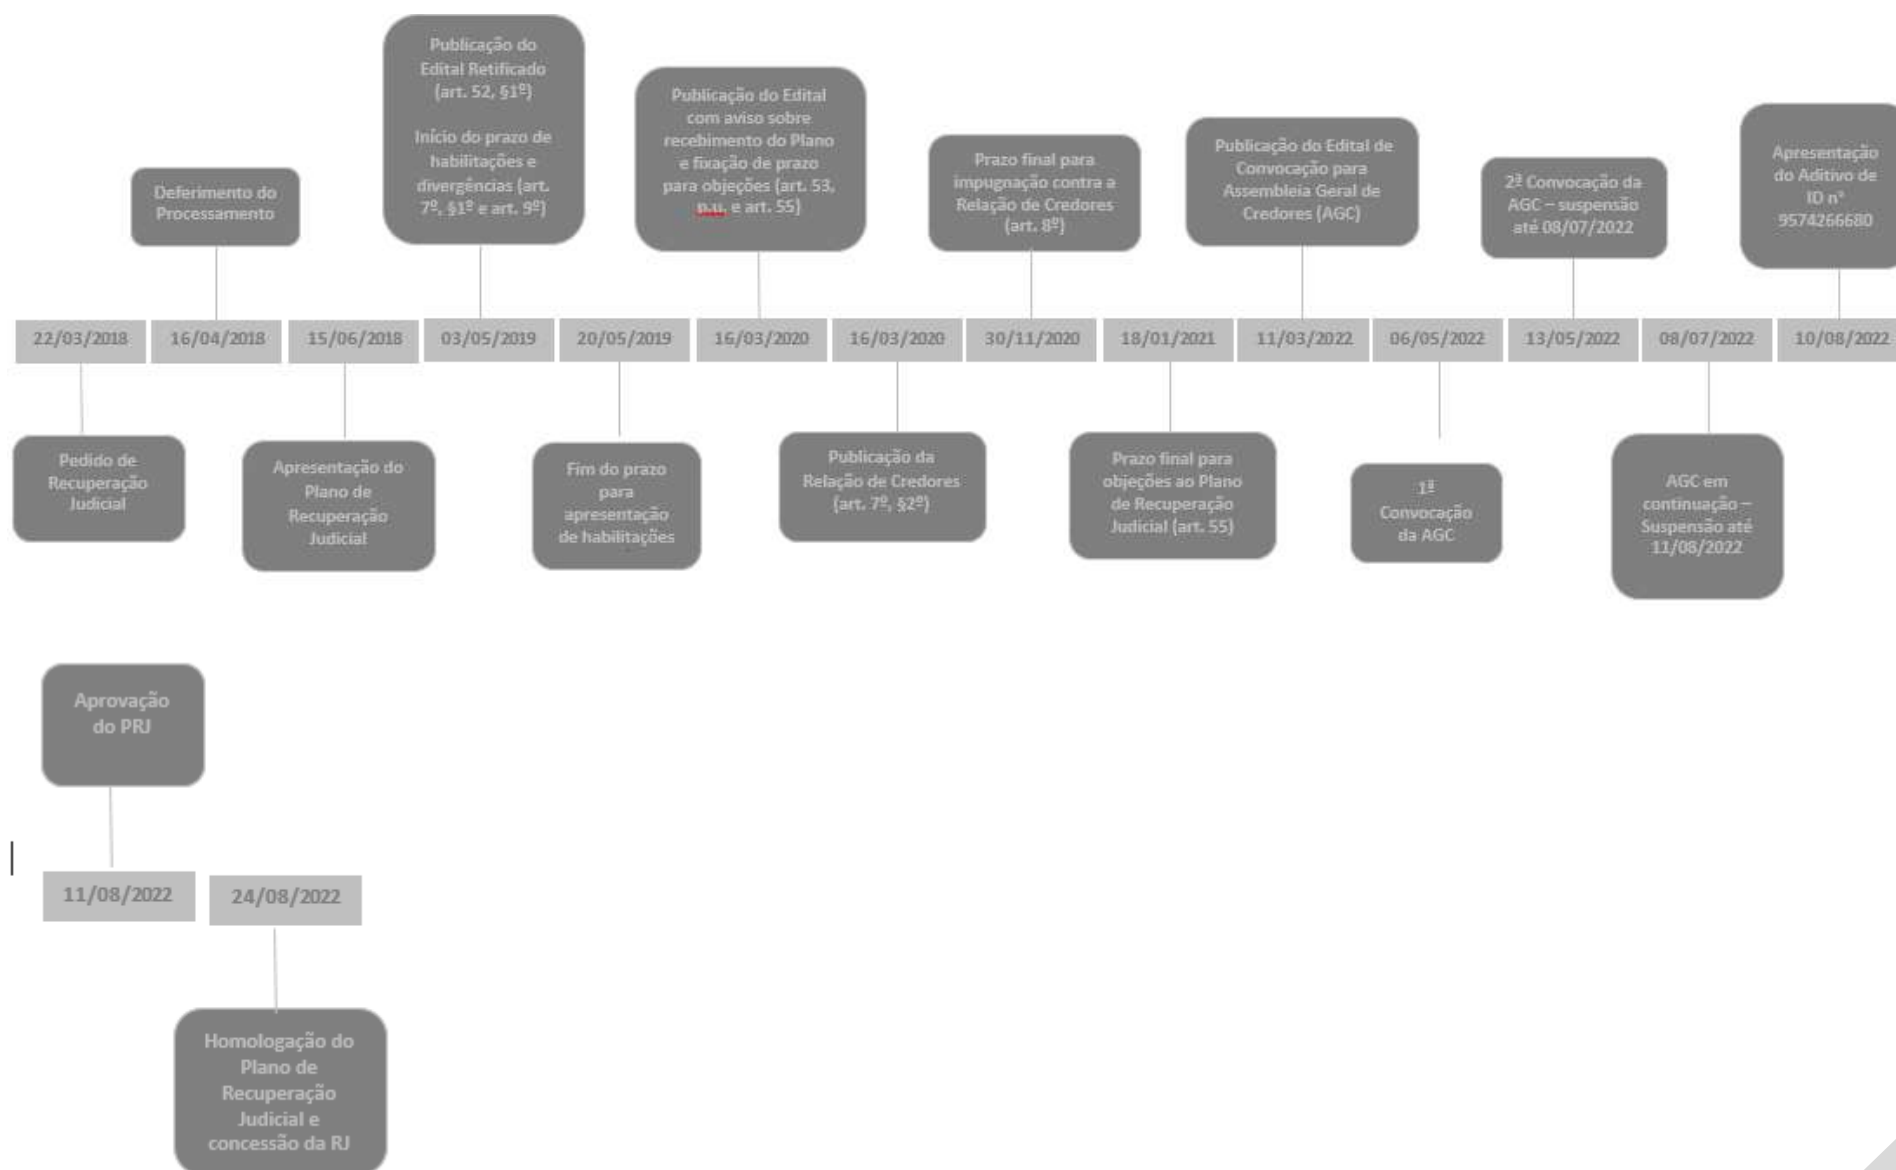 Publicação do
Edital Retificado
(art. 52, §1º)
Início do prazo de
habilitações e
divergências (art.
7º, §1º e art. 9º)
Publicação do Edital
com aviso sobre
recebimento do Plano
e fixação de prazo
para objeções (art. 53,
p.u. e art. 55)
Deferimento do
Processamento
Prazo final para
impugnação contra a
Relação de Credores
(art. 8º)
Publicação do Edital de
Convocação para
Assembleia Geral de
Credores (AGC)
2ª Convocação da
AGC – suspensão
até 08/07/2022
Apresentação
do Aditivo de
ID n°
9574266680
22/03/2018
16/04/2018
15/06/2018
03/05/2019
20/05/2019
16/03/2020
16/03/2020
30/11/2020
18/01/2021
11/03/2022
06/05/2022
13/05/2022
08/07/2022
10/08/2022
Pedido de
Recuperação
Judicial
Apresentação do
Plano de
Recuperação
Judicial
Fim do prazo
para
apresentação
de habilitações
Publicação da
Relação de Credores
(art. 7º, §2º)
Prazo final para
objeções ao Plano
de Recuperação
Judicial (art. 55)
1ª
Convocação
da AGC
AGC em
continuação –
Suspensão até
11/08/2022
Aprovação
do PRJ
11/08/2022
24/08/2022
Homologação do
Plano de
Recuperação
Judicial e
concessão da RJ